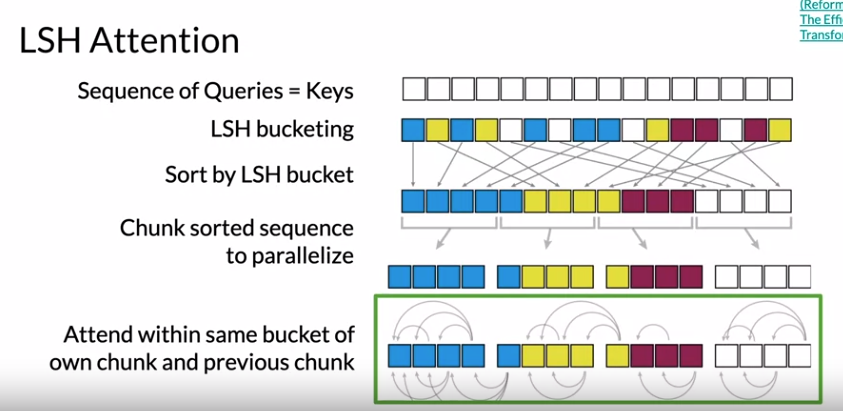 LSH Attention
(Reform
The Effi
Transfo
Sequence of Queries = Keys
LSH bucketing
Sort by LSH bucket
Chunk sorted sequence
to parallelize
Attend within same bucket of
own chunk and previous chunk